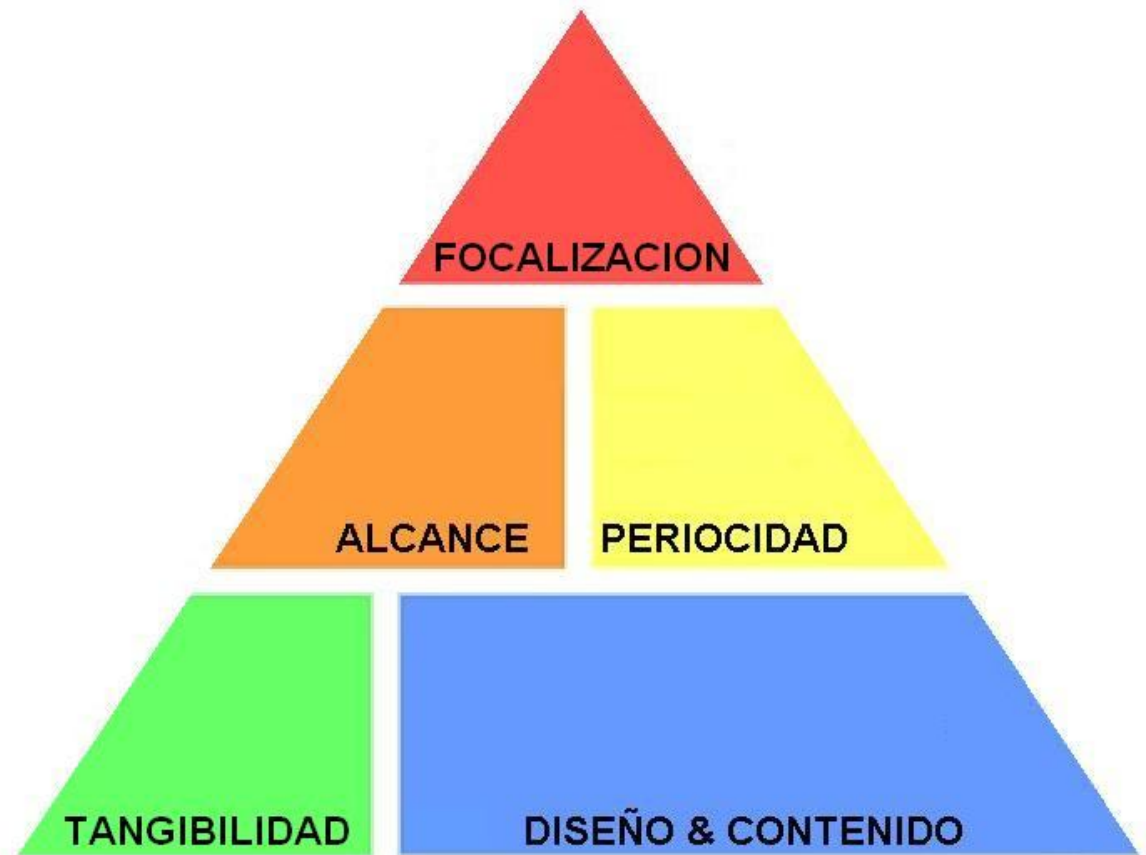 FOCALIZACION
ALCANCE
PERIOCIDAD
TANGIBILIDAD
DISEÑO & CONTENIDO